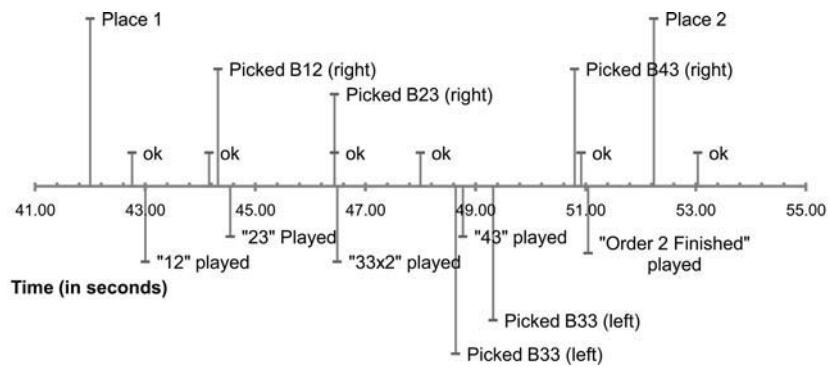 Place 1
Place 2
Picked B12 (right)
Picked B43 (right)
Picked B23 (right)
ok
ok
ok
ok
ok
ok
41.00
43.00
45.00
47.00
49.00
51.00
53.00
55.00
"23" Played
"43" played
"Order 2 Finished"
played
"12" played
"33x2" played
Time (in seconds)
Picked B33 (left)
Picked B33 (left)